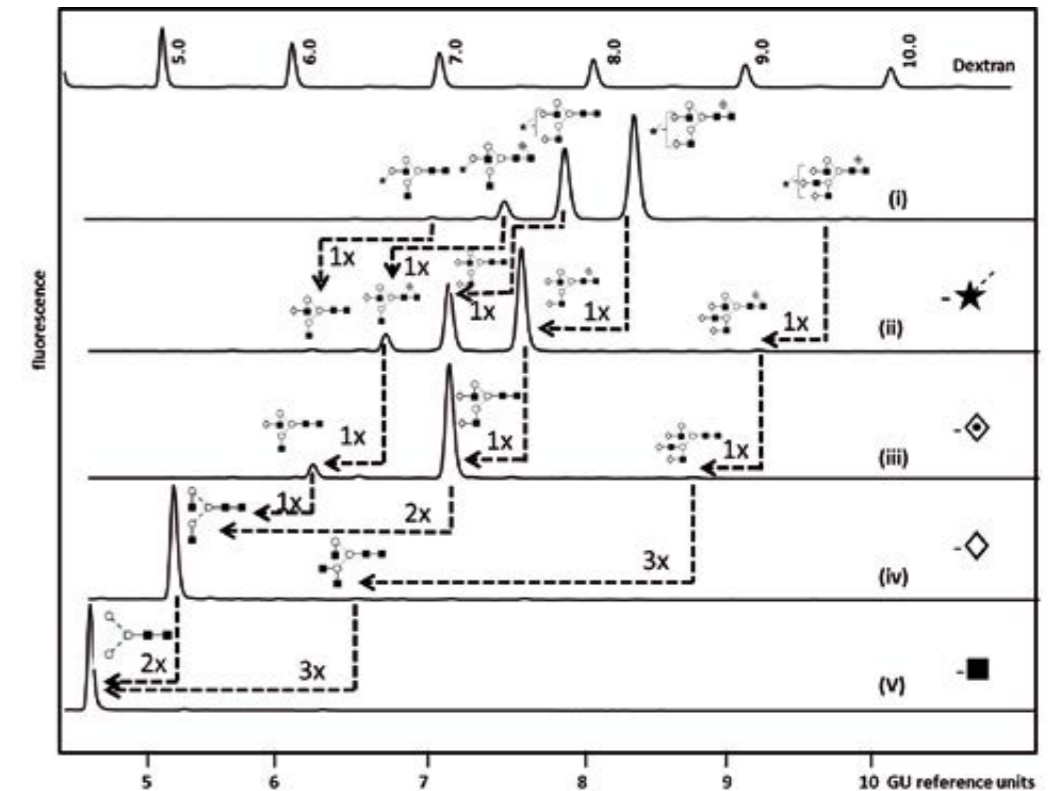 5.0 6.0 7.0 8.0 9.0 10.0
Dextran
(i)
1x 1x
1x 1x 1x
(ii)
fluorescence
1x 1x 1x
(iii)
1x 2x
3x
(iv)
2x 3x
(V)
5 6 7 8 9 10 GU reference units